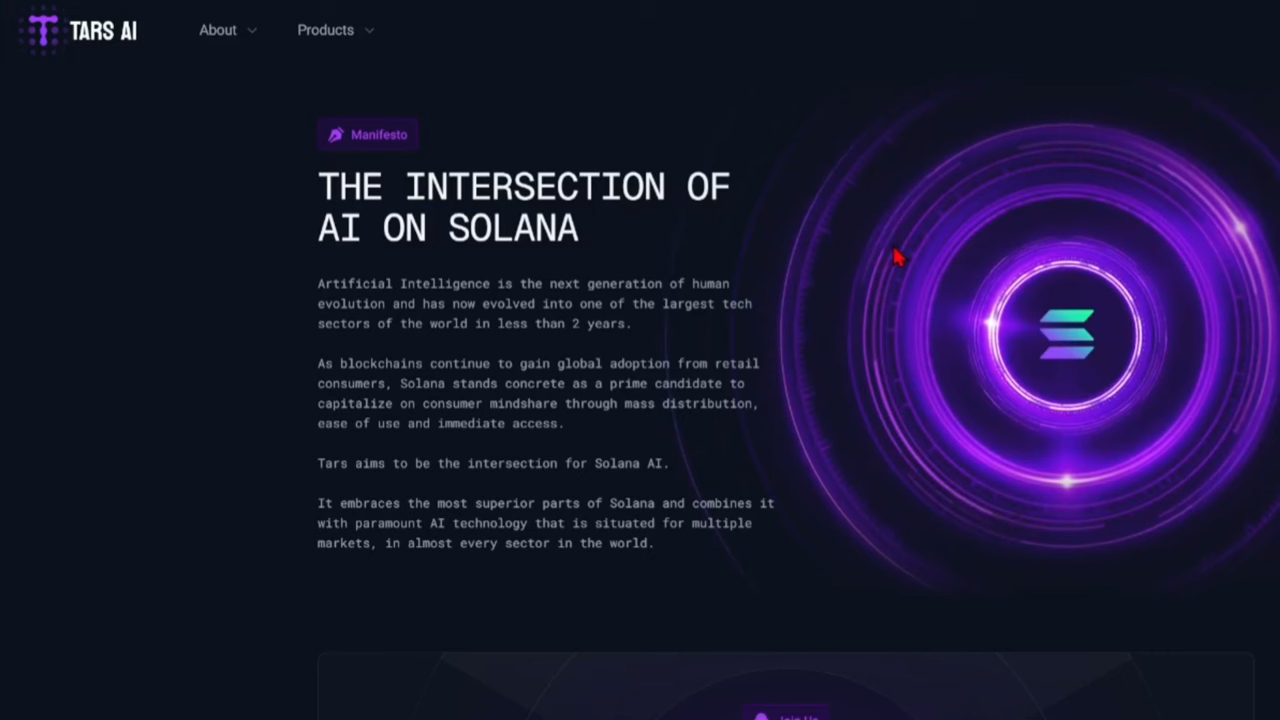 TARS AI
About
Products
Manifesto
THE INTERSECTION OF
AI ON SOLANA
Artificial Intelligence is the next generation of human
evolution and has now evolved into one of the largest tech
sectors of the world in less than 2 years.
As blockchains continue to gain global adoption from retail
consumers, Solana stands concrete as a prime candidate to
capitalize on consumer mindshare through mass distribution,
ease of use and immediate access.
Tars aims to be the intersection for Solana AI.
It embraces the most superior parts of Solana and combines it
with paramount AI technology that is situated for multiple
markets, in almost every sector in the world.
Join Us